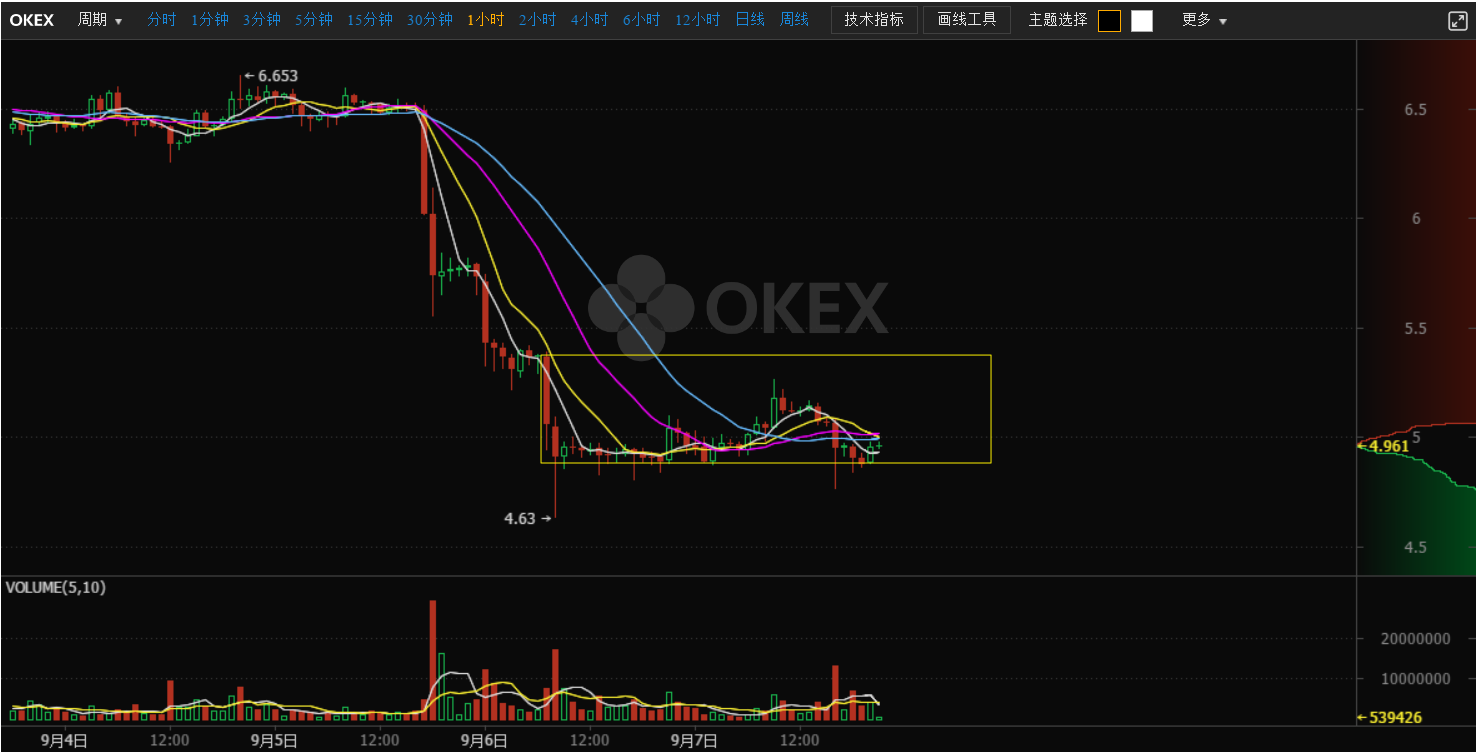 OKEX 周期 分时 1分钟 3分钟 5分钟 15分钟 30分钟 1小时 2小时 4小时 6小时 12小时 日线 周线 技术指标 画线工具 主题选择 更多
←6.653
6.5
6
OKEX
5.5
5
←4.961
4.63→
4.5
VOLUME(5,10)
20000000
10000000
←539426
9月4日 12:00 9月5日 12:00 9月6日 12:00 9月7日 12:00